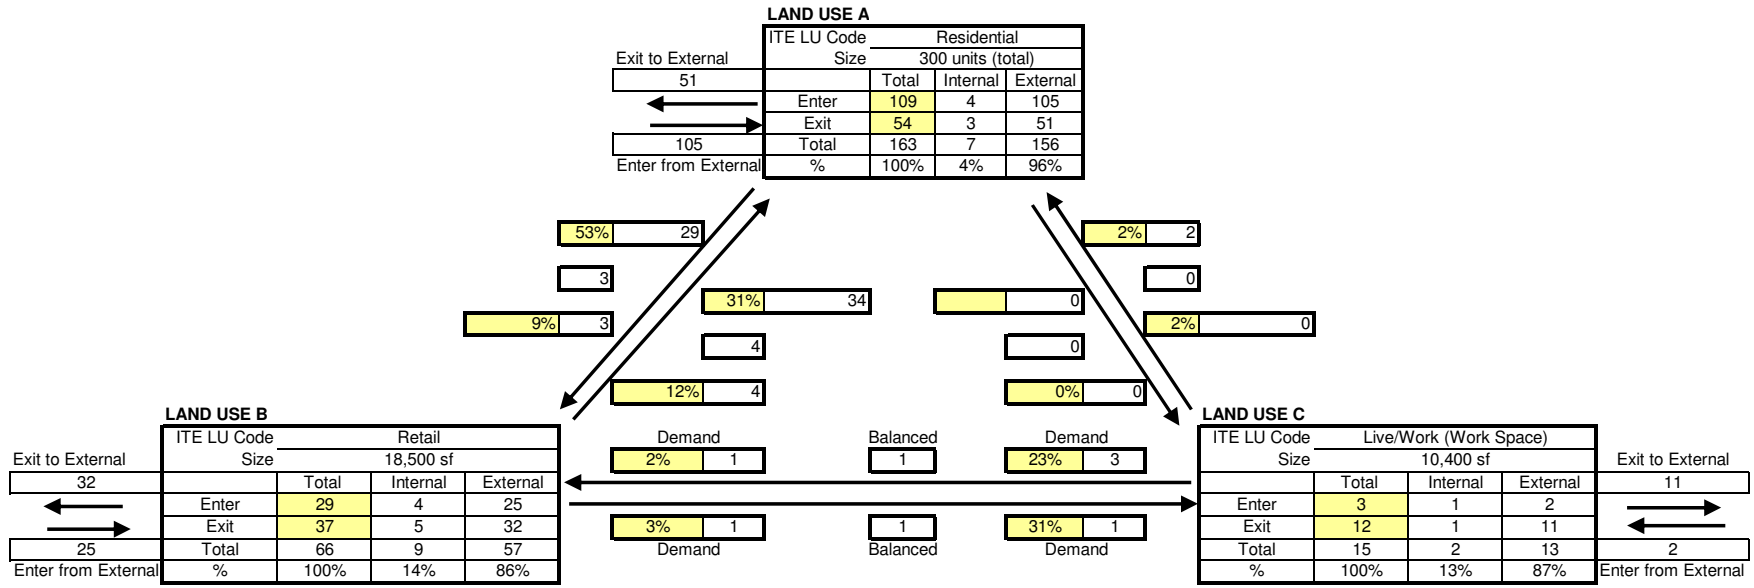 LAND USE A
ITE LU Code Residential
Exit to External Size 300 units (total)
51 Total Internal External
Enter 109 4 105
Exit 54 3 51
105 Total 163 7 156
Enter from External % 100% 4% 96%
53% 29 2% 2
3 0
31% 34 0
9% 3 2% 0
4 0
12% 4 0% 0
LAND USE B LAND USE C
ITE LU Code Retail Demand Balanced Demand ITE LU Code Live/Work (Work Space)
Exit to External Size 18,500 sf 2% 1 1 23% 3 Size 10,400 sf Exit to External
32 Total Internal External Total Internal External 11
Enter 29 4 25 Enter 3 1 2
Exit 37 5 32 3% 1 1 31% 1 Exit 12 1 11
25 Total 66 9 57 Demand Balanced Demand Total 15 2 13 2
Enter from External % 100% 14% 86% % 100% 13% 87% Enter from External